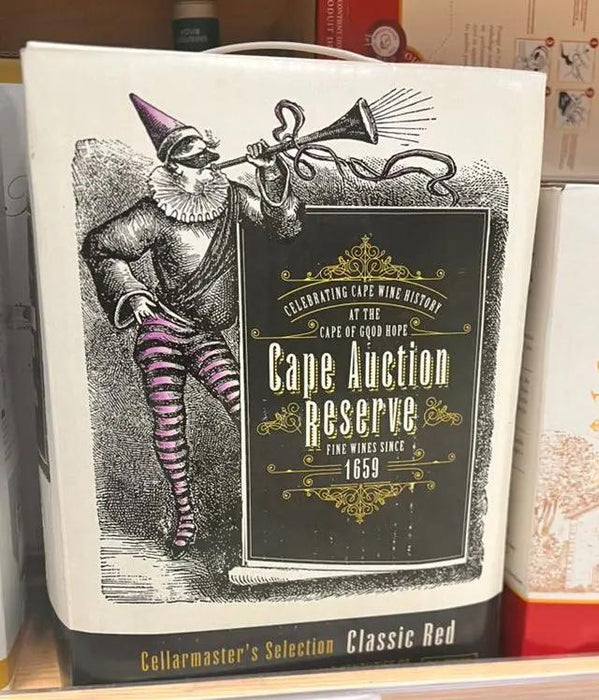 CELEBRATING CAPE WINE HISTORY
AT THE
CAPE OF GOOD HOPE
Cape Auction
Reserve
FINE WINES SINCE
1659
Cellarmaster's Selection Classic Red